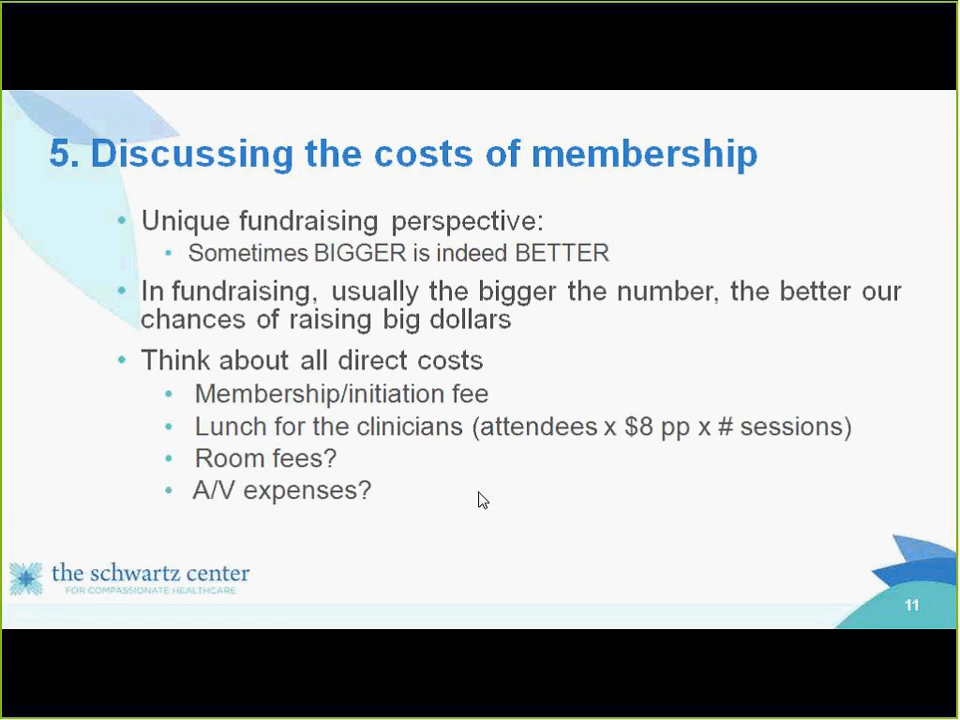 5. Discussing the costs of membership
• Unique fundraising perspective:
• Sometimes BIGGER is indeed BETTER
• In fundraising, usually the bigger the number, the better our
chances of raising big dollars
• Think about all direct costs
• Membership/initiation fee
• Lunch for the clinicians (attendees x $8 pp x # sessions)
• Room fees?
• A/V expenses?
the schwartz center
FOR COMPASSIONATE HEALTHCARE
11